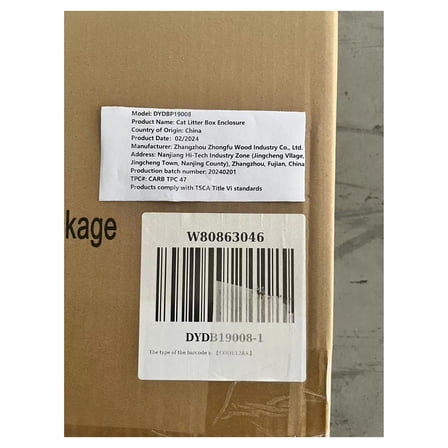 Model: DYDBP19008
Product Name: Cat Litter Box Enclosure
Country of Origin: China
Product Date: 02/2024
Manufacturer: Zhangzhou Zhongfu Wood Industry Co., Ltd.
Address: Nanjiang Hi-Tech Industry Zone (Jingcheng Vllage,
Jingcheng Town, Nanjing County), Zhangzhou, Fujian, China
Production batch number: 20240201
TPC#: CARB TPC 47
Products comply with TSCA Title Vi standards
kage
W80863046
DYDB19008-1
The type of the barcode is